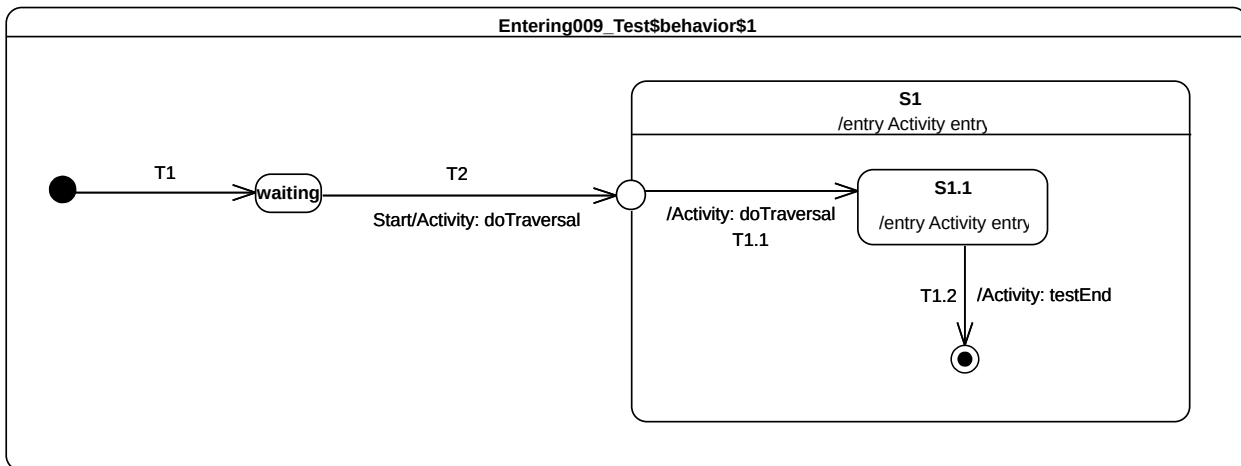 Entering009_Test$behavior$1
S1
/entry Activity entry
T1
T2
waiting
S1.1
Start/Activity: doTraversal
/Activity: doTraversal
/entry Activity entry
T1.1
T1.2
/Activity: testEnd